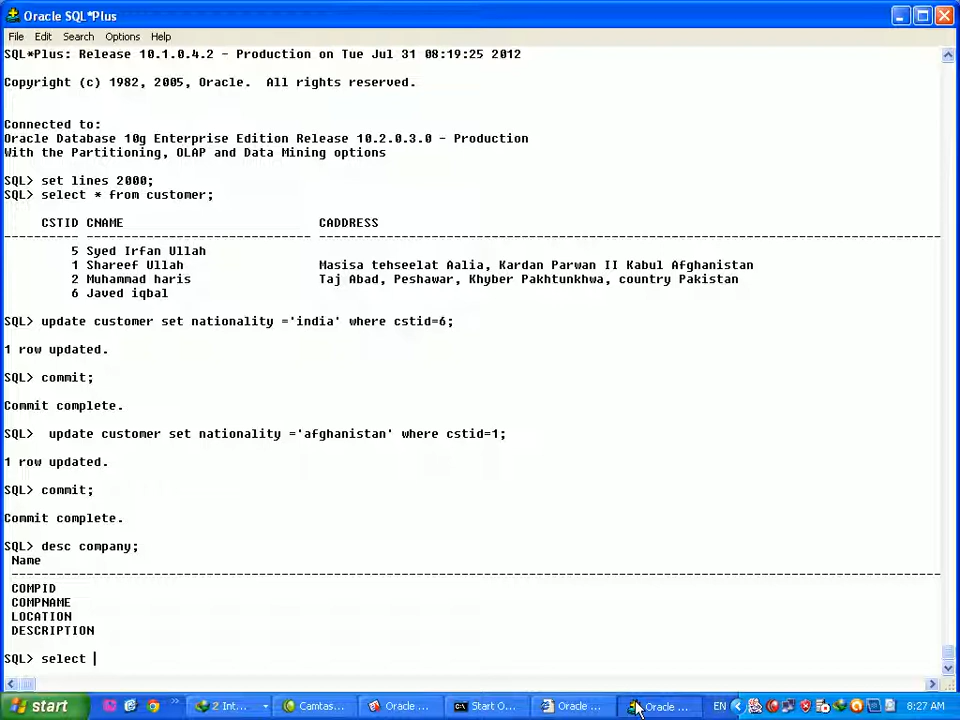 Oracle SQL*Plus
File Edit Search Options Help
SQL*Plus: Release 10.1.0.4.2 - Production on Tue Jul 31 08:19:25 2012
Copyright (c) 1982, 2005, Oracle.  All rights reserved.
Connected to:
Oracle Database 10g Enterprise Edition Release 10.2.0.3.0 - Production
With the Partitioning, OLAP and Data Mining options
SQL> set lines 2000;
SQL> select * from customer;
CSTID CNAME CADDRESS
5 Syed Irfan Ullah
1 Shareef Ullah Masisa tehseelat Aalia, Kardan Parwan II Kabul Afghanistan
2 Muhammad haris Taj Abad, Peshawar, Khyber Pakhtunkhwa, country Pakistan
6 Javed iqbal
SQL> update customer set nationality ='india' where cstid=6;
1 row updated.
SQL> commit;
Commit complete.
SQL>  update customer set nationality ='afghanistan' where cstid=1;
1 row updated.
SQL> commit;
Commit complete.
SQL> desc company;
Name
COMPID
COMPNAME
LOCATION
DESCRIPTION
SQL> select
start 2 Int... Camtas... Oracle ... Start O... Oracle ... Oracle ... EN 8:27 AM